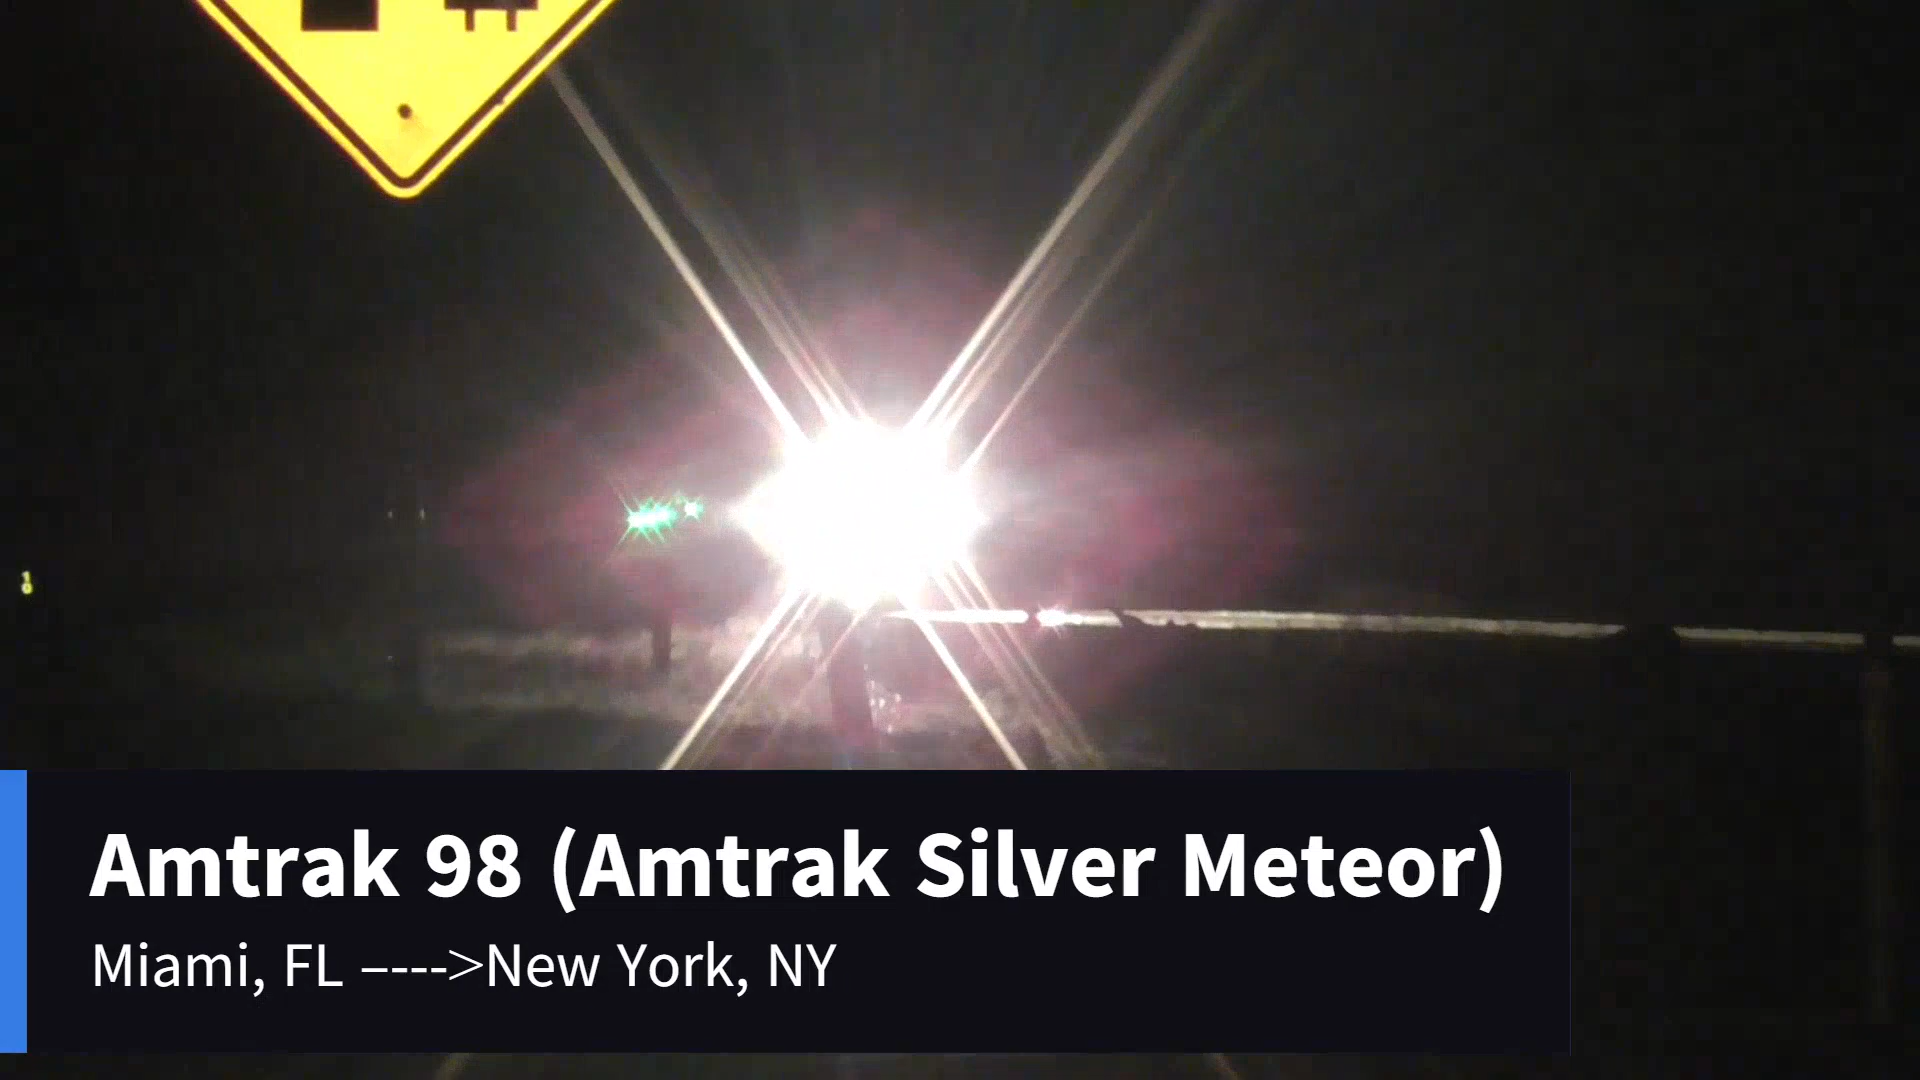 Amtrak 98 (Amtrak Silver Meteor)
Miami, FL –---->New York, NY